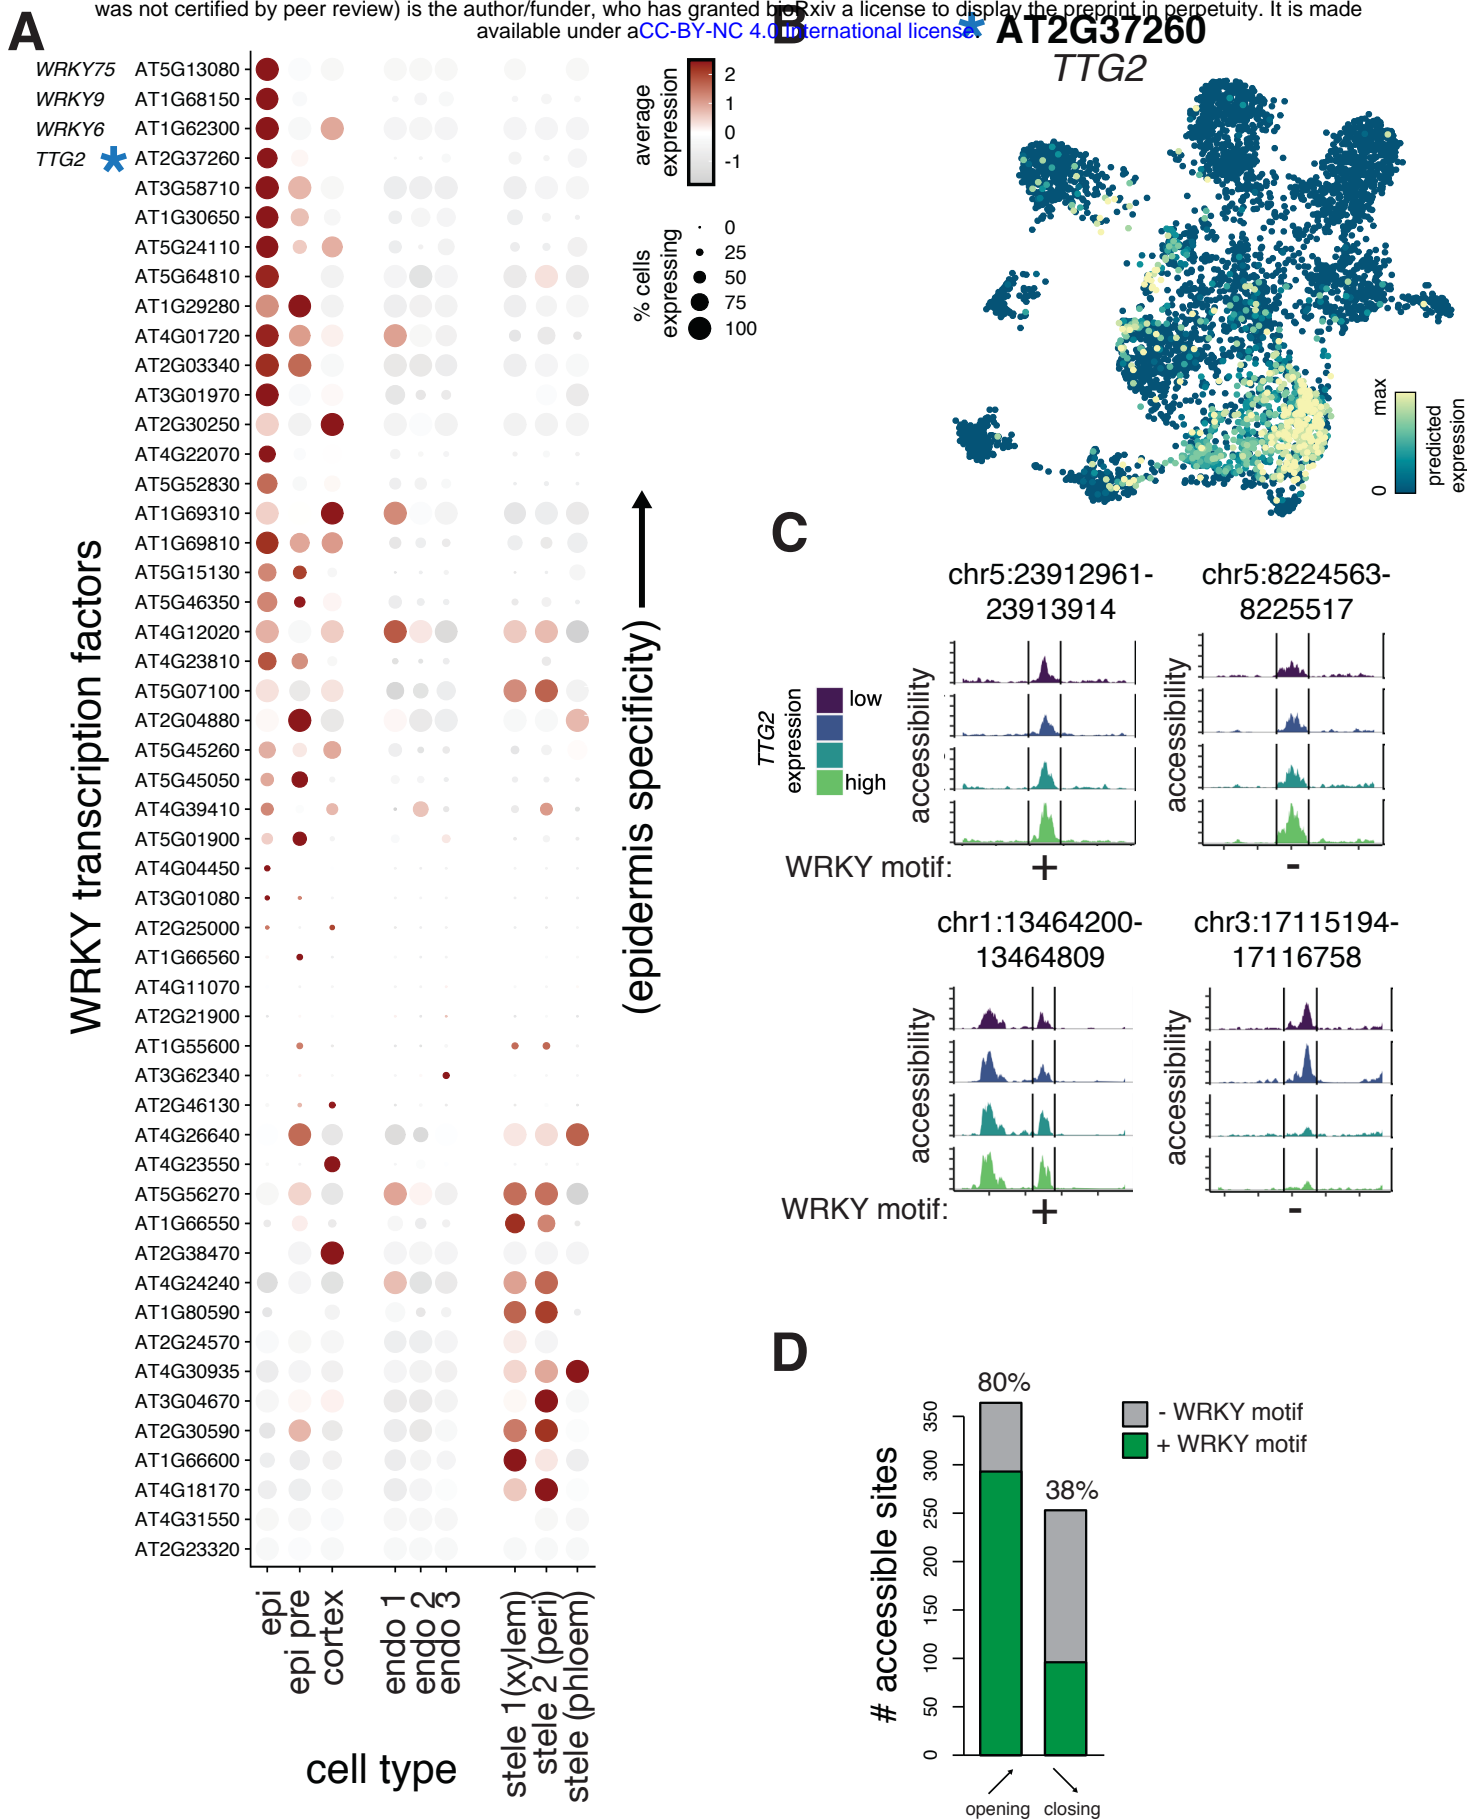 was not certified by peer review) is the author/funder, who has granted bioRxiv a license to display the preprint in perpetuity. It is made
available under aCC-BY-NC 4.0 International license.
A
WRKY75 AT5G13080
WRKY9 AT1G68150
WRKY6 AT1G62300
TTG2 * AT2G37260
AT3G58710
AT1G30650
AT5G24110
AT5G64810
AT1G29280
AT4G01720
AT2G03340
AT3G01970
AT2G30250
AT4G22070
AT5G52830
AT1G69310
AT1G69810
AT5G15130
AT5G46350
AT4G12020
AT4G23810
AT5G07100
AT2G04880
AT5G45260
AT5G45050
AT4G39410
AT5G01900
AT4G04450
AT3G01080
AT2G25000
AT1G66560
AT4G11070
AT2G21900
AT1G55600
AT3G62340
AT2G46130
AT4G26640
AT4G23550
AT5G56270
AT1G66550
AT2G38470
AT4G24240
AT1G80590
AT2G24570
AT4G30935
AT3G04670
AT2G30590
AT1G66600
AT4G18170
AT4G31550
AT2G23320
WRKY transcription factors
epi
epi pre
cortex
endo 1
endo 2
endo 3
stele 1(xylem)
stele 2 (peri)
stele (phloem)
cell type
average
expression
2
1
0
-1
% cells
expressing
0
25
50
75
100
(epidermis specificity)
B
* AT2G37260
TTG2
max
0
predicted
expression
C
TTG2
expression
low
high
chr5:23912961-
23913914
accessibility
chr5:8224563-
8225517
accessibility
WRKY motif: + -
chr1:13464200-
13464809
accessibility
chr3:17115194-
17116758
accessibility
WRKY motif: + -
D
# accessible sites
350
300
250
200
150
100
50
0
80%
38%
- WRKY motif
+ WRKY motif
opening closing